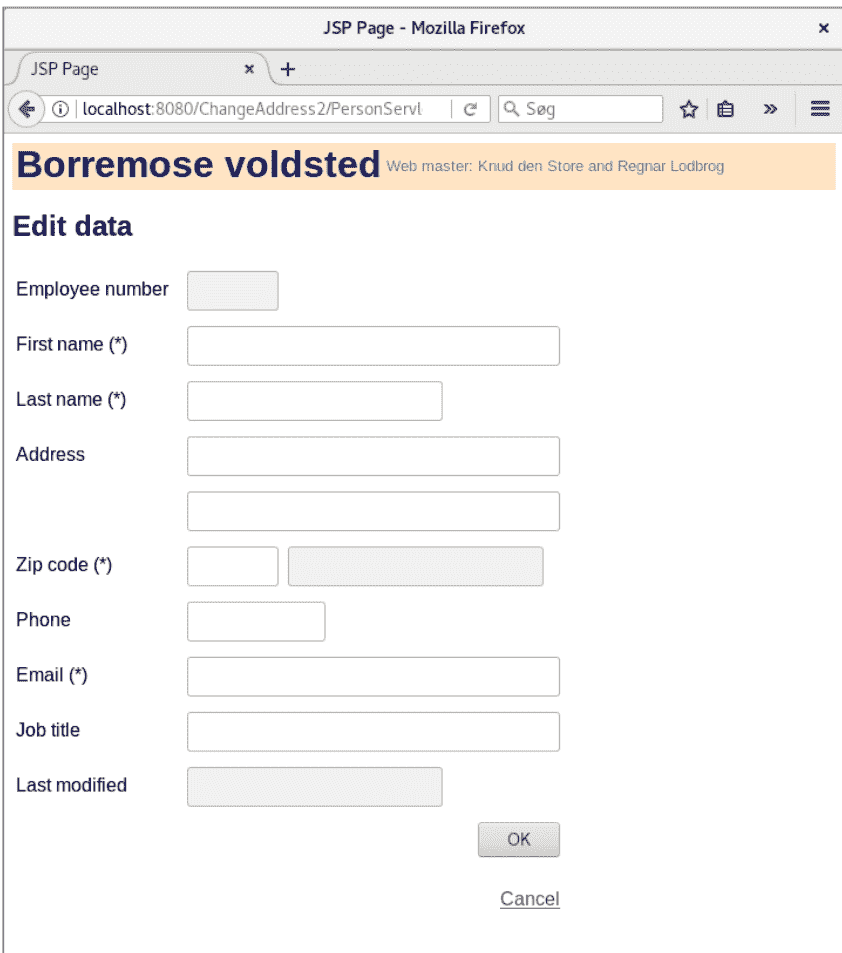 JSP Page - Mozilla Firefox ×
JSP Page × +
localhost:8080/ChangeAddress2/PersonServl Søg
Borremose voldsted Web master: Knud den Store and Regnar Lodbrog
Edit data
Employee number
First name (*)
Last name (*)
Address
Zip code (*)
Phone
Email (*)
Job title
Last modified
OK
Cancel